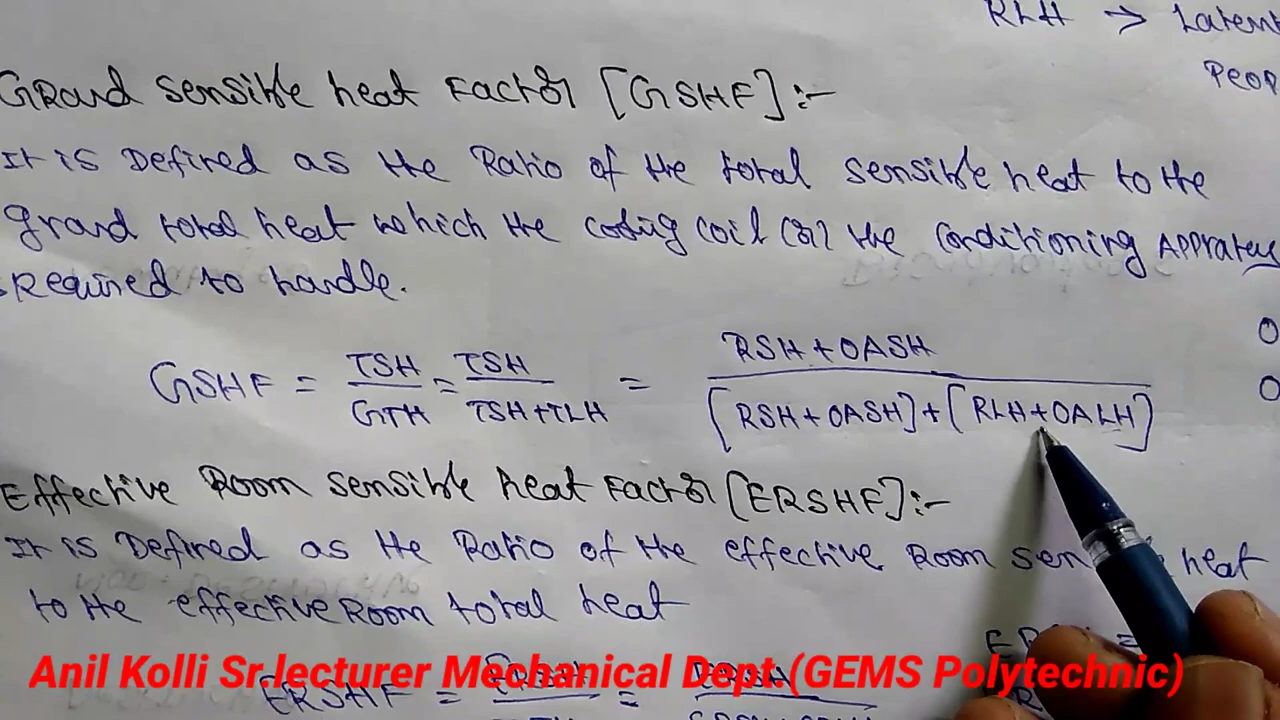 RLH → Latent
Peop
Grand sensible heat Factor [GSHF]:-
It is Defined as the Ratio of the total sensible heat to the
grand total heat which the cooling coil (or) the conditioning Appratus
Required to handle.
GSHF = TSH/GTH = TSH/TSH+TLH = RSH+OASH/[RSH+OASH]+[RLH+OALH]
O
O
Effective Room sensible heat Factor [ERSHF]:-
It is Defined as the Ratio of the effective Room sen heat
to the effective Room total heat
Anil Kolli Sr.lecturer Mechanical Dept.(GEMS Polytechnic)
ERSHF = =